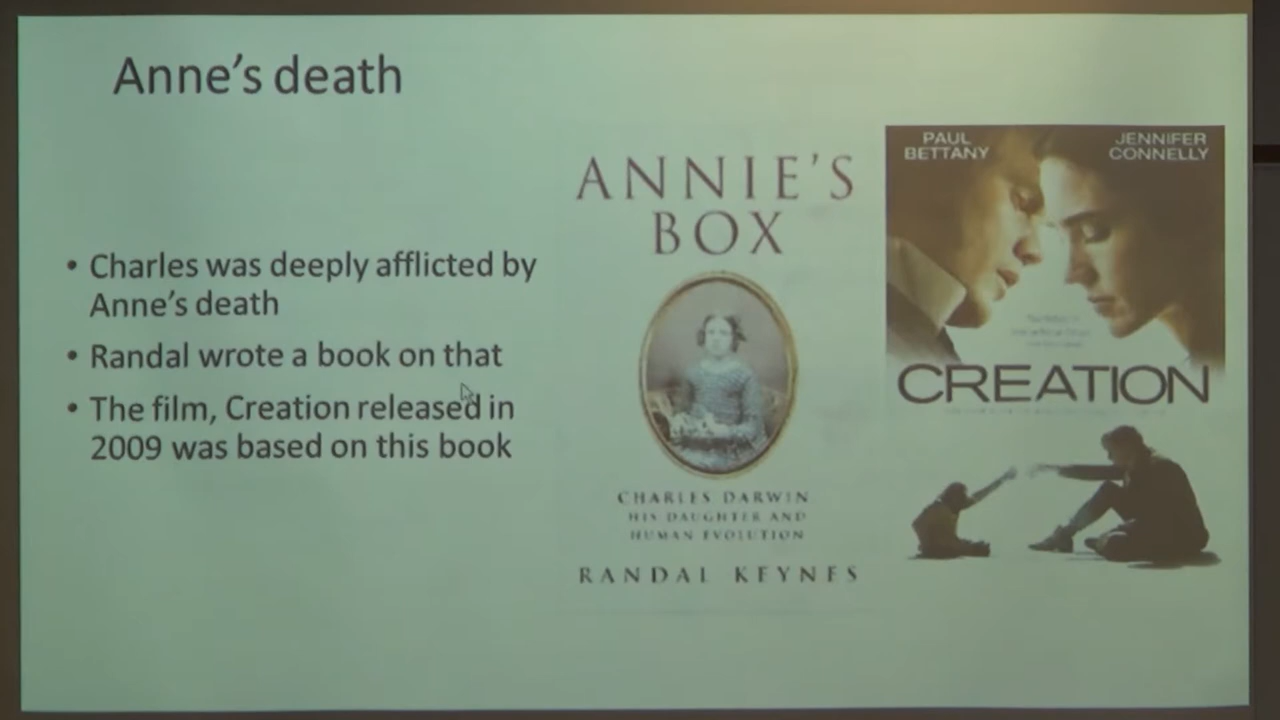 Anne's death
• Charles was deeply afflicted by
Anne's death
• Randal wrote a book on that
• The film, Creation released in
2009 was based on this book
ANNIE'S
BOX
CHARLES DARWIN
HIS DAUGHTER AND
HUMAN EVOLUTION
RANDAL KEYNES
PAUL
BETTANY
JENNIFER
CONNELLY
CREATION